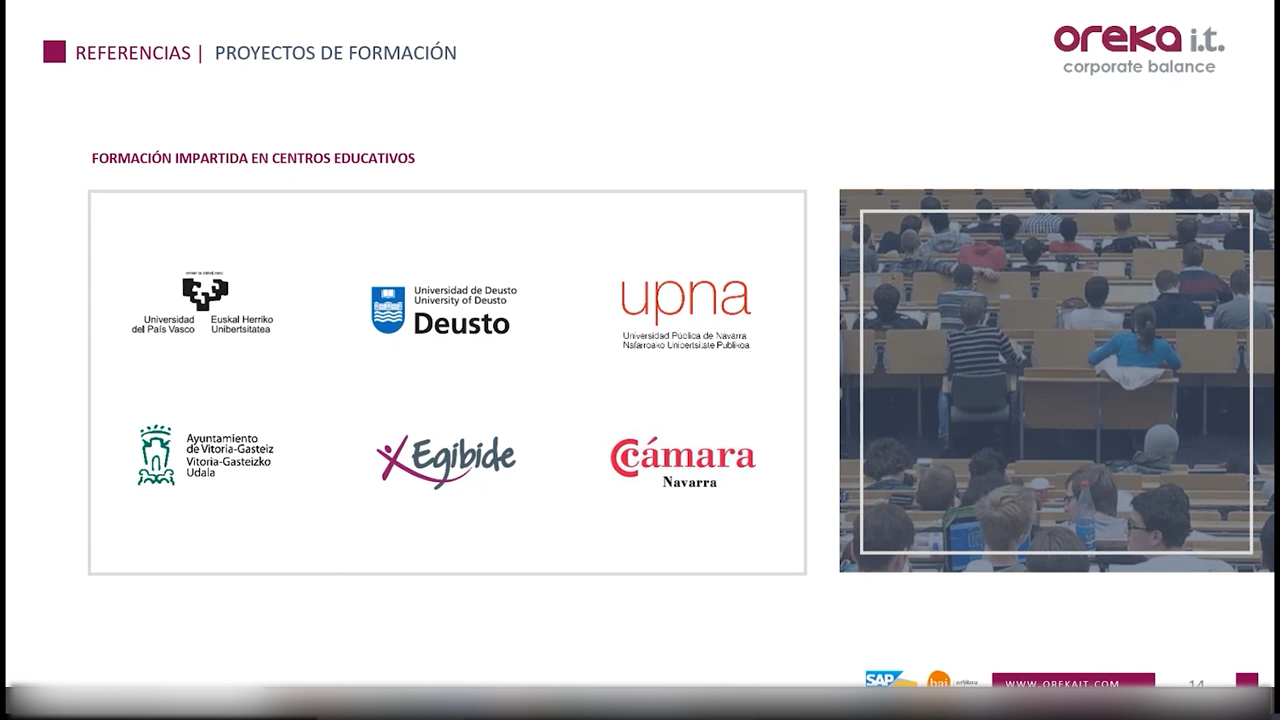 REFERENCIAS | PROYECTOS DE FORMACIÓN
oreka i.t.
corporate balance
FORMACIÓN IMPARTIDA EN CENTROS EDUCATIVOS
Universidad del País Vasco
Euskal Herriko Unibertsitatea
Universidad de Deusto
University of Deusto
Deusto
upna
Universidad Pública de Navarra
Nafarroako Unibertsitate Publikoa
Ayuntamiento
de Vitoria-Gasteiz
Vitoria-Gasteizko
Udala
Egibide
Cámara
Navarra
SAP
bai
WWW.OREKAIT.COM
14